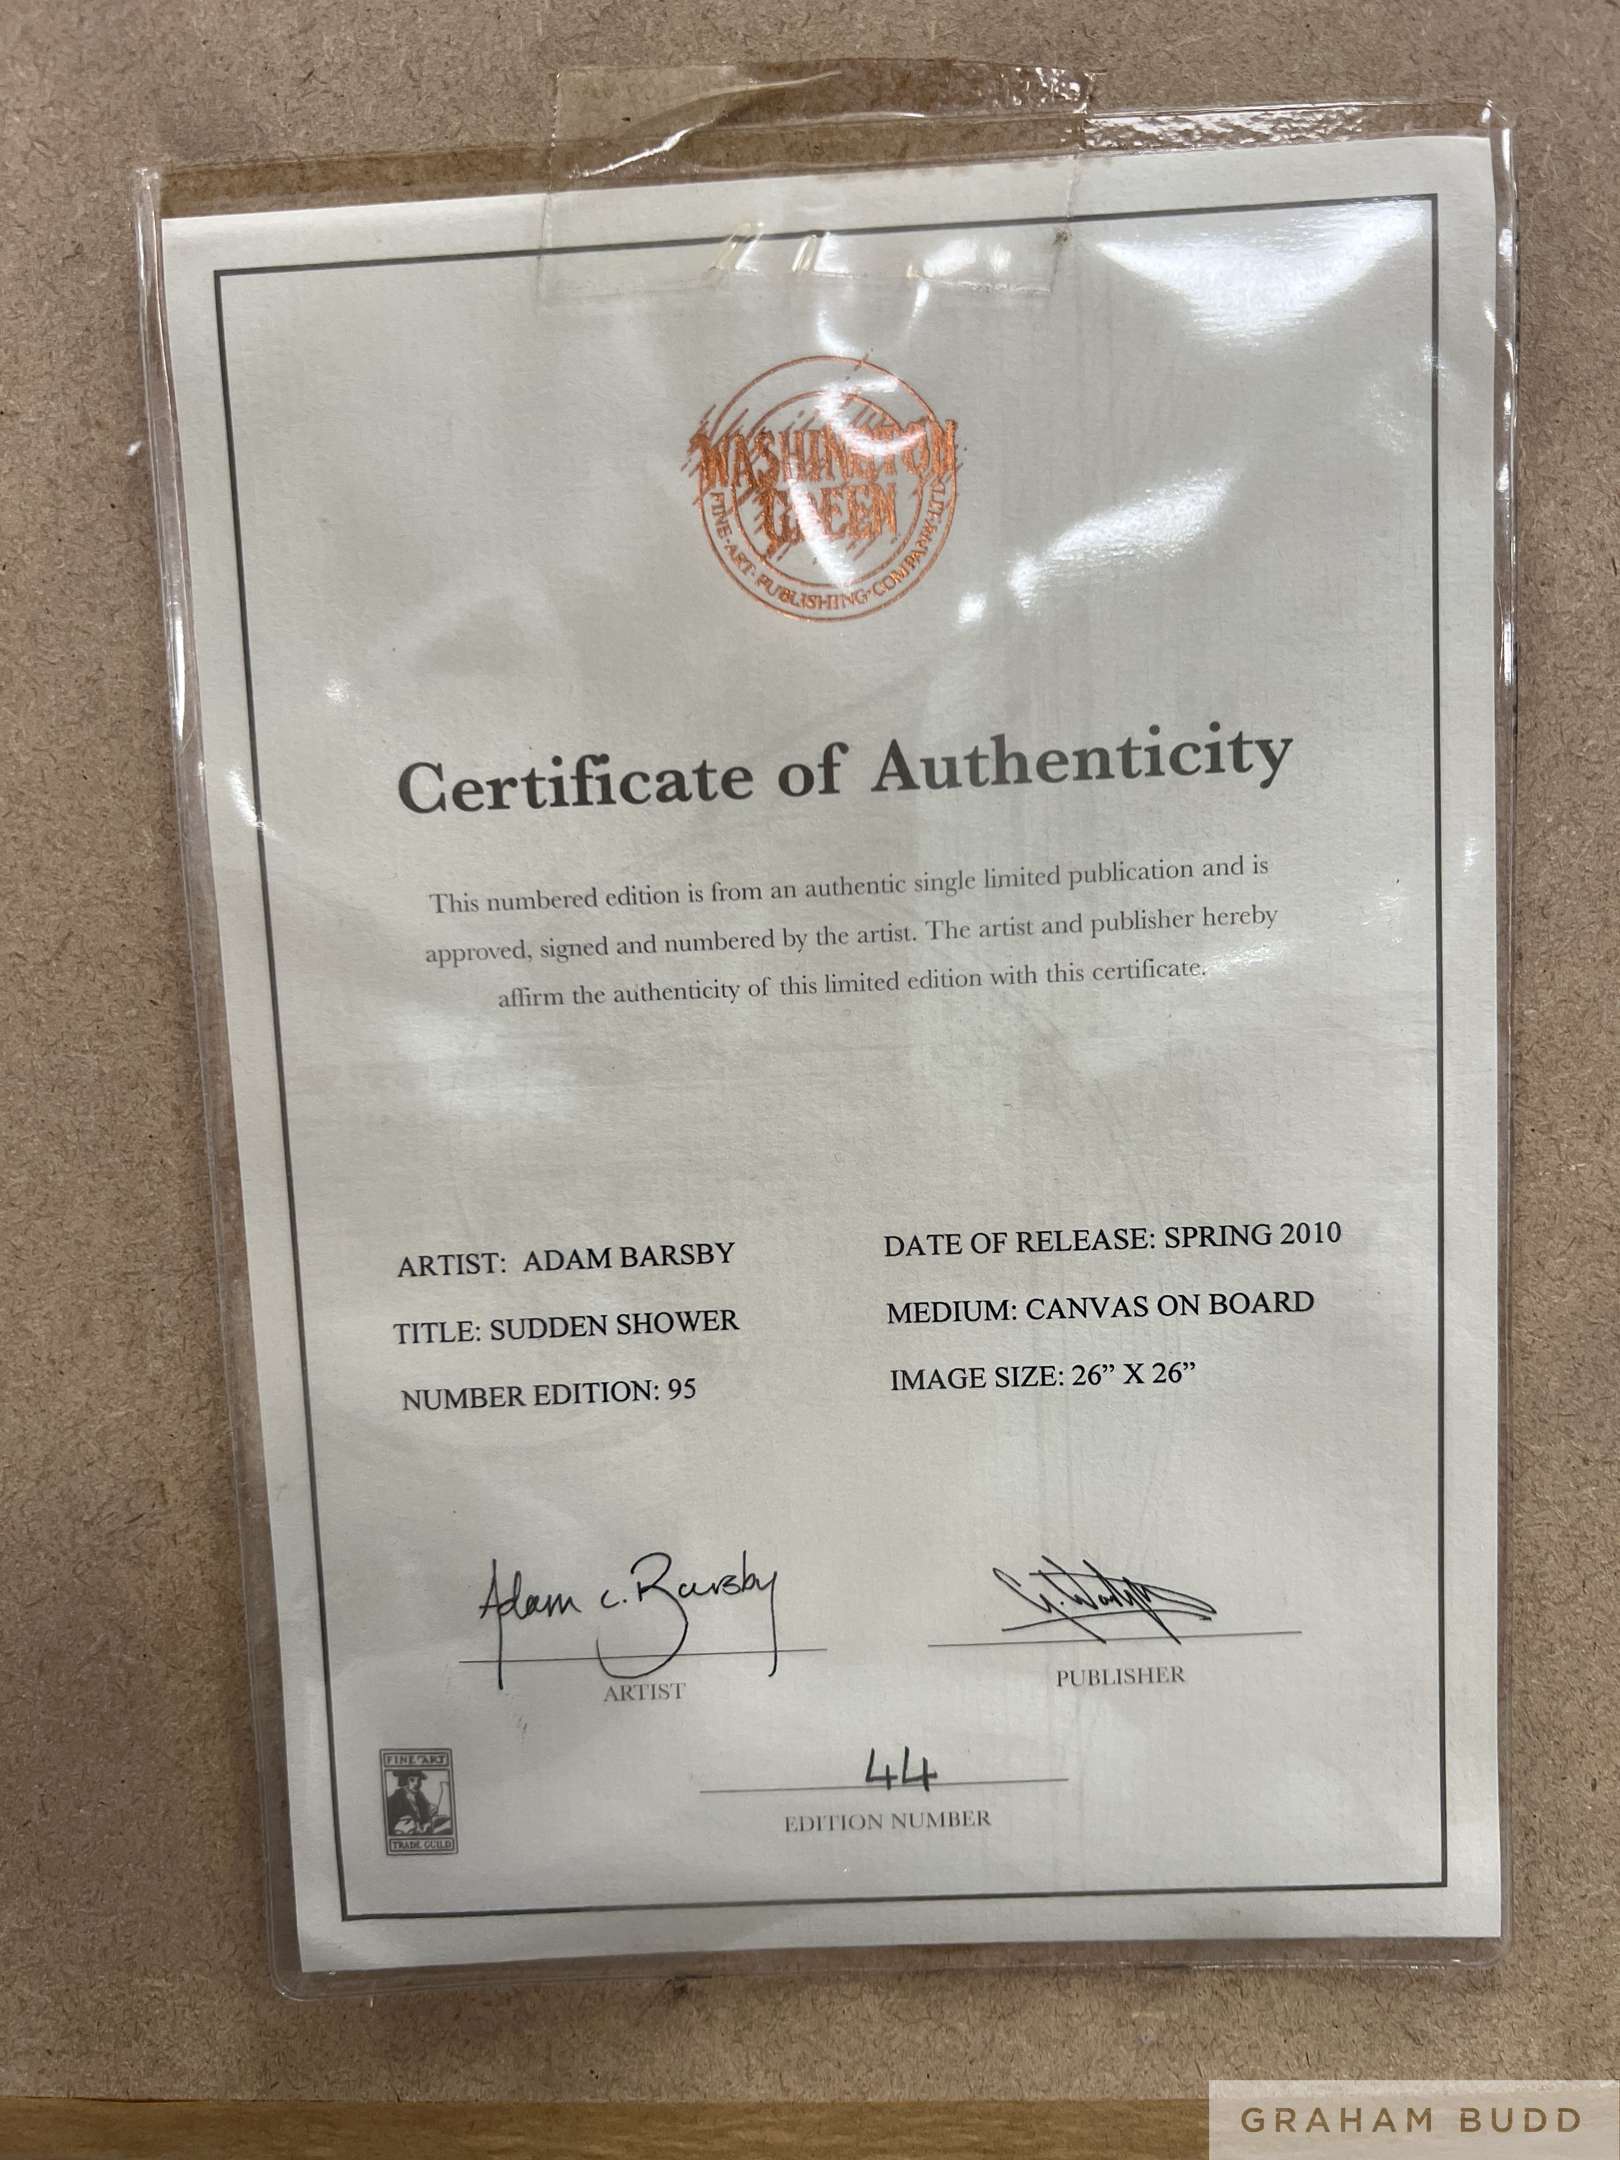 WASHINGTON
GREEN
FINE·ART·PUBLISHING·COMPANY·LTD
Certificate of Authenticity
This numbered edition is from an authentic single limited publication and is
approved, signed and numbered by the artist. The artist and publisher hereby
affirm the authenticity of this limited edition with this certificate.
ARTIST: ADAM BARSBY
TITLE: SUDDEN SHOWER
NUMBER EDITION: 95
DATE OF RELEASE: SPRING 2010
MEDIUM: CANVAS ON BOARD
IMAGE SIZE: 26” X 26”
Adam C. Barsby
ARTIST
PUBLISHER
44
EDITION NUMBER
FINE ART
TRADE GUILD
GRAHAM BUDD